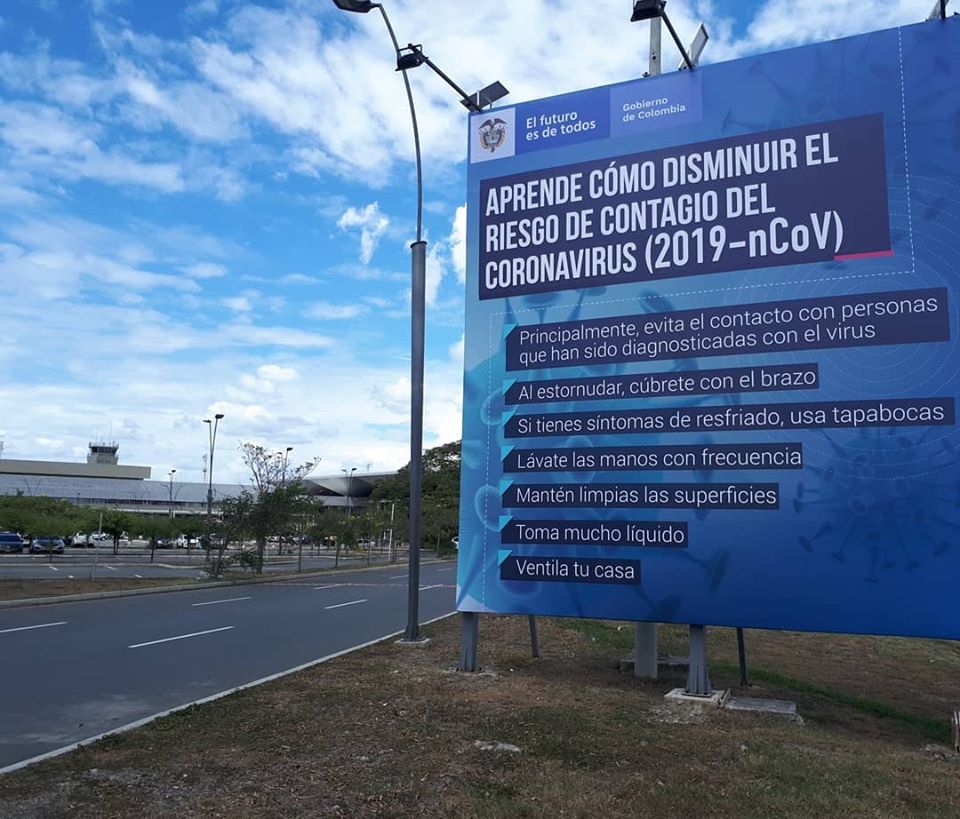 El futuro
es de todos
Gobierno
de Colombia
APRENDE CÓMO DISMINUIR EL
RIESGO DE CONTAGIO DEL
CORONAVIRUS (2019-nCoV)
Principalmente, evita el contacto con personas
que han sido diagnosticadas con el virus
Al estornudar, cúbrete con el brazo
Si tienes síntomas de resfriado, usa tapabocas
Lávate las manos con frecuencia
Mantén limpias las superficies
Toma mucho líquido
Ventila tu casa